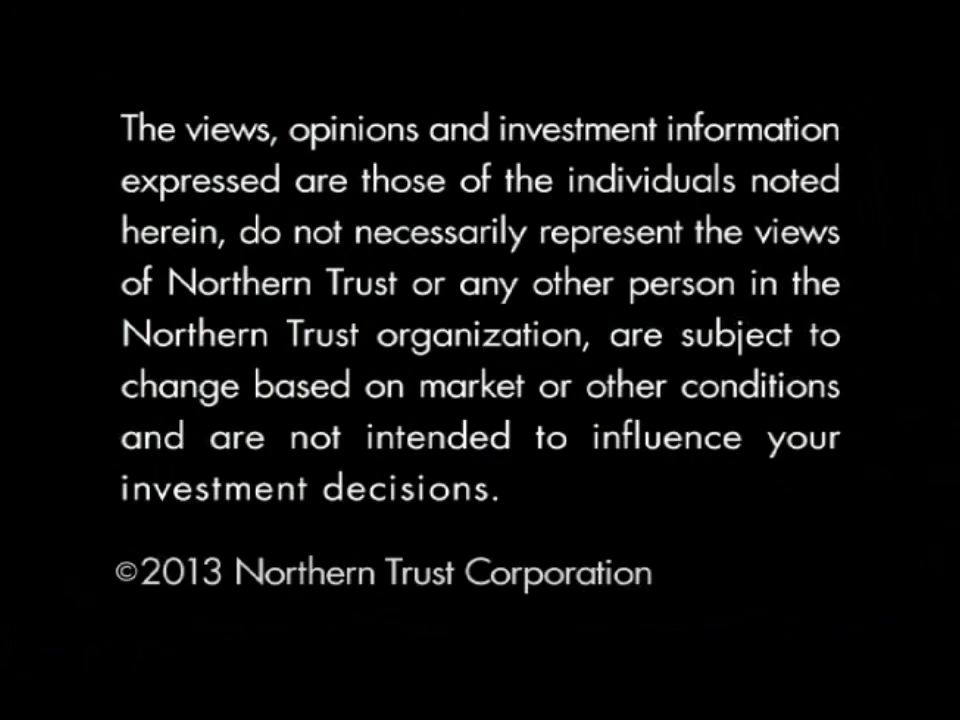 The views, opinions and investment information
expressed are those of the individuals noted
herein, do not necessarily represent the views
of Northern Trust or any other person in the
Northern Trust organization, are subject to
change based on market or other conditions
and are not intended to influence your
investment decisions.
©2013 Northern Trust Corporation